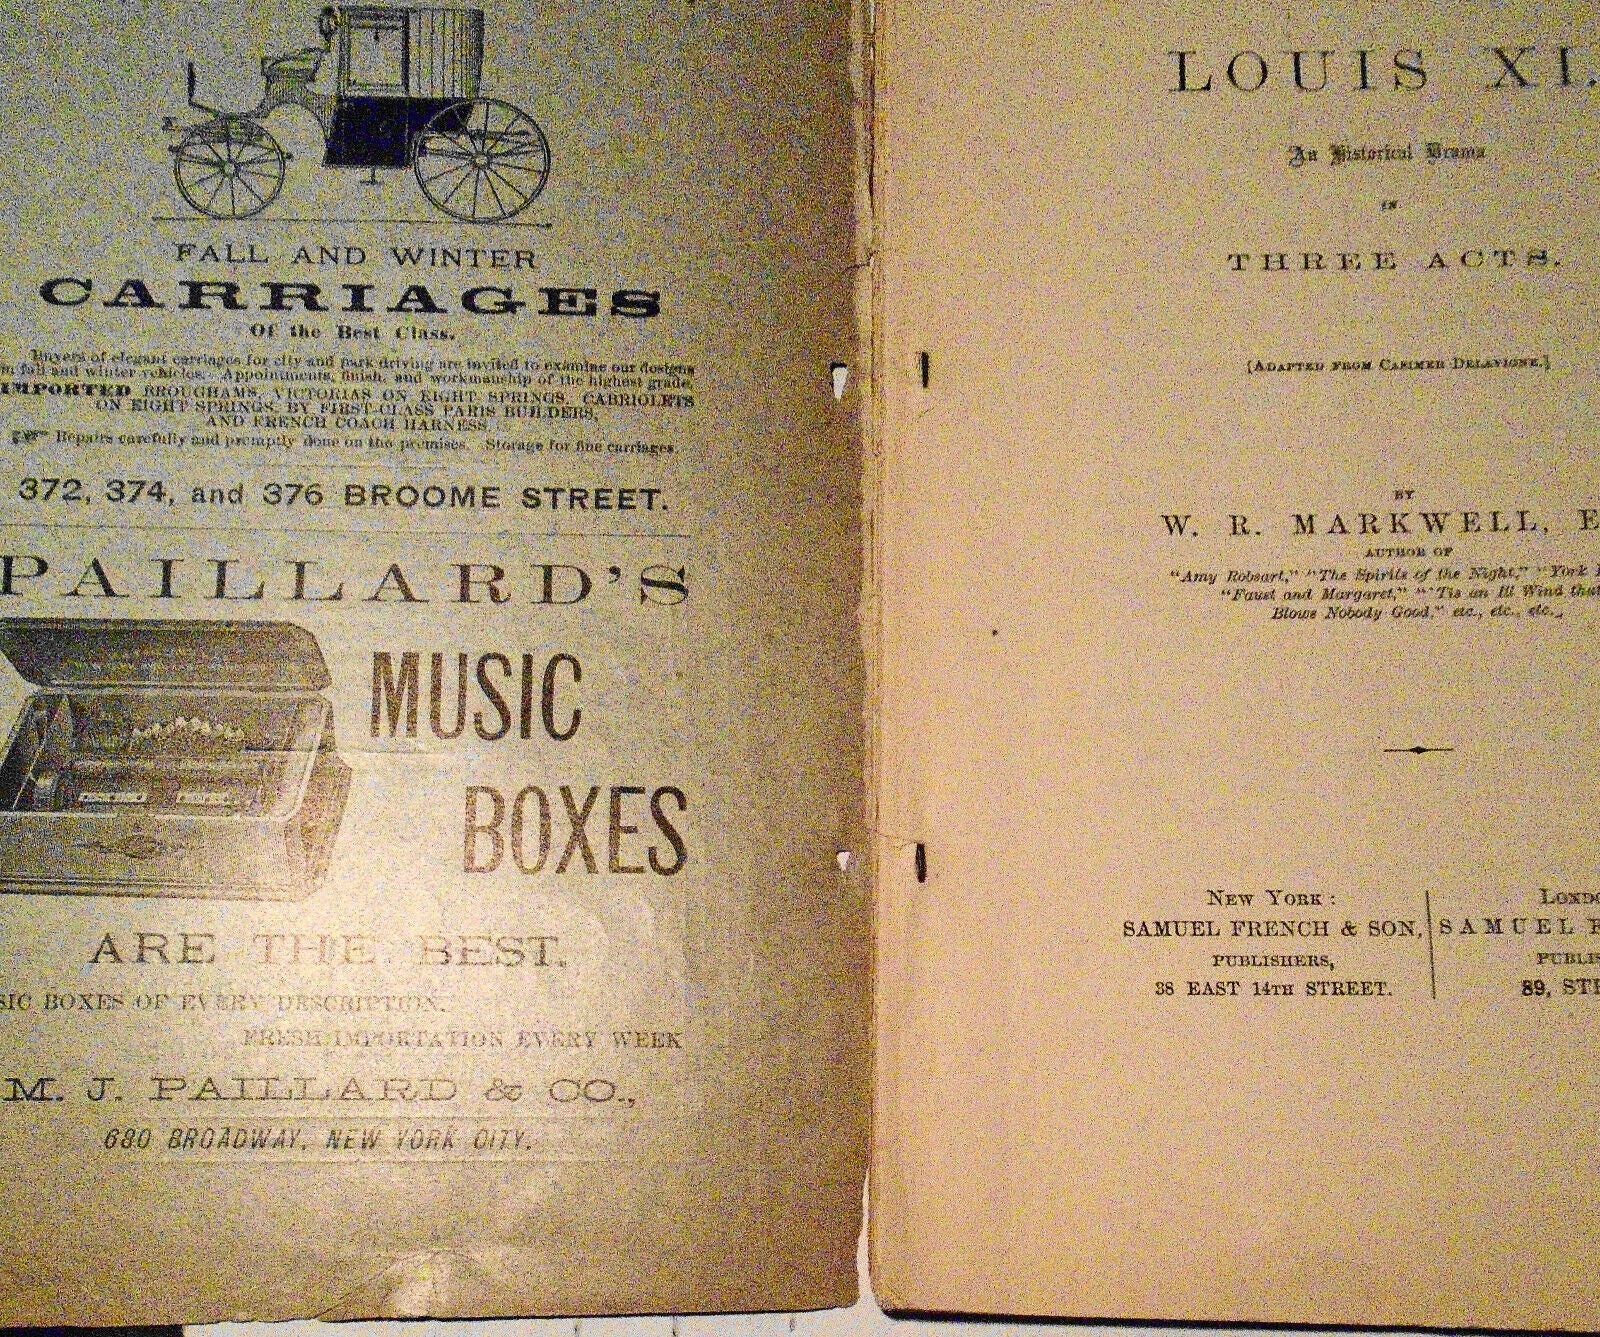 FALL AND WINTER
CARRIAGES
Of the Best Class.
Buyers of elegant carriages for city and park driving are invited to examine our designs
fall and winter vehicles. Appointments, finish, and workmanship of the highest grade.
IMPORTED BROUGHAMS, VICTORIAS ON EIGHT SPRINGS, CABRIOLETS
ON EIGHT SPRINGS, BY FIRST-CLASS PARIS BUILDERS,
AND FRENCH COACH HARNESS.
Repairs carefully and promptly done on the premises. Storage for fine carriages.
372, 374, and 376 BROOME STREET.
PAILLARD'S
MUSIC
BOXES
ARE THE BEST.
SIC BOXES OF EVERY DESCRIPTION.
FRESH IMPORTATION EVERY WEEK
M. J. PAILLARD & CO.,
680 BROADWAY, NEW YORK CITY.
LOUIS XI.
An Historical Drama
IN
THREE ACTS.
[ADAPTED FROM CASIMER DELAVIGNE.]
BY
W. R. MARKWELL, E
AUTHOR OF
"Amy Robsart," "The Spirits of the Night," "York
"Faust and Margaret," "'Tis an Ill Wind that
Blows Nobody Good," etc., etc., etc.,
NEW YORK:
SAMUEL FRENCH & SON,
PUBLISHERS,
38 EAST 14TH STREET.
LONDO
SAMUEL F
PUBLIS
89, STR